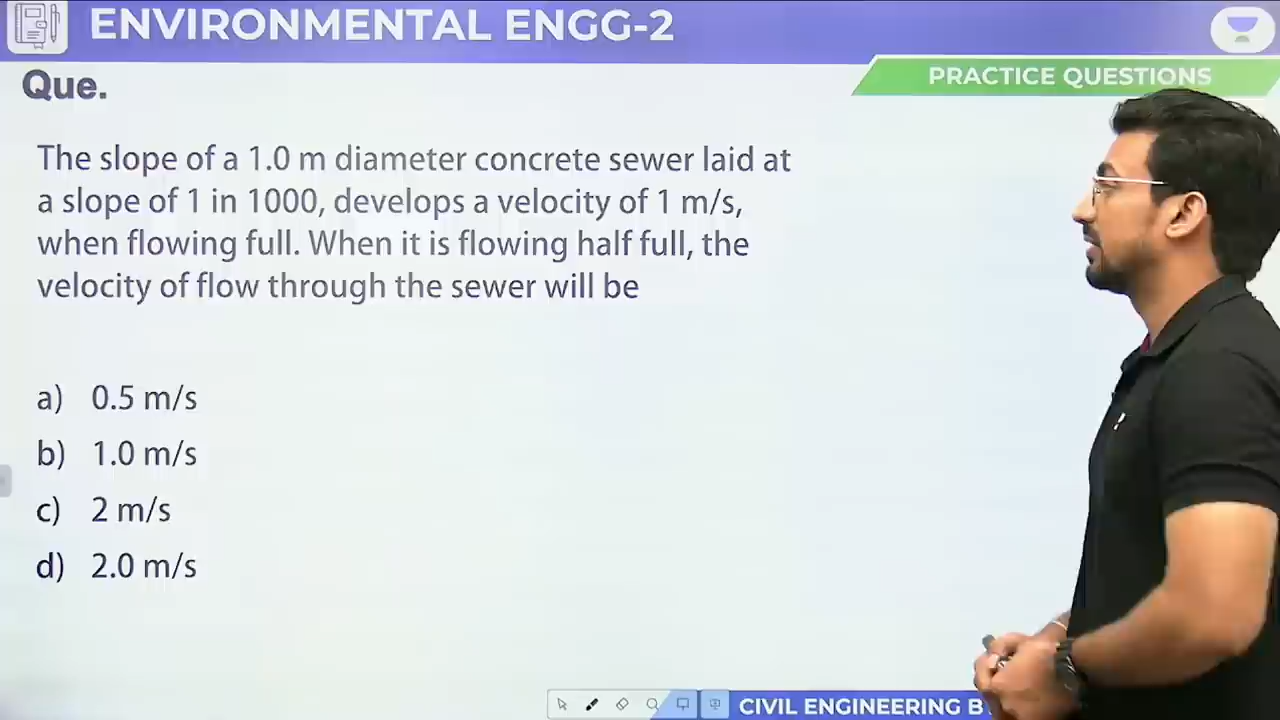 ENVIRONMENTAL ENGG-2
Que.
PRACTICE QUESTIONS
The slope of a 1.0 m diameter concrete sewer laid at
a slope of 1 in 1000, develops a velocity of 1 m/s,
when flowing full. When it is flowing half full, the
velocity of flow through the sewer will be
a) 0.5 m/s
b) 1.0 m/s
c) 2 m/s
d) 2.0 m/s
CIVIL ENGINEERING B